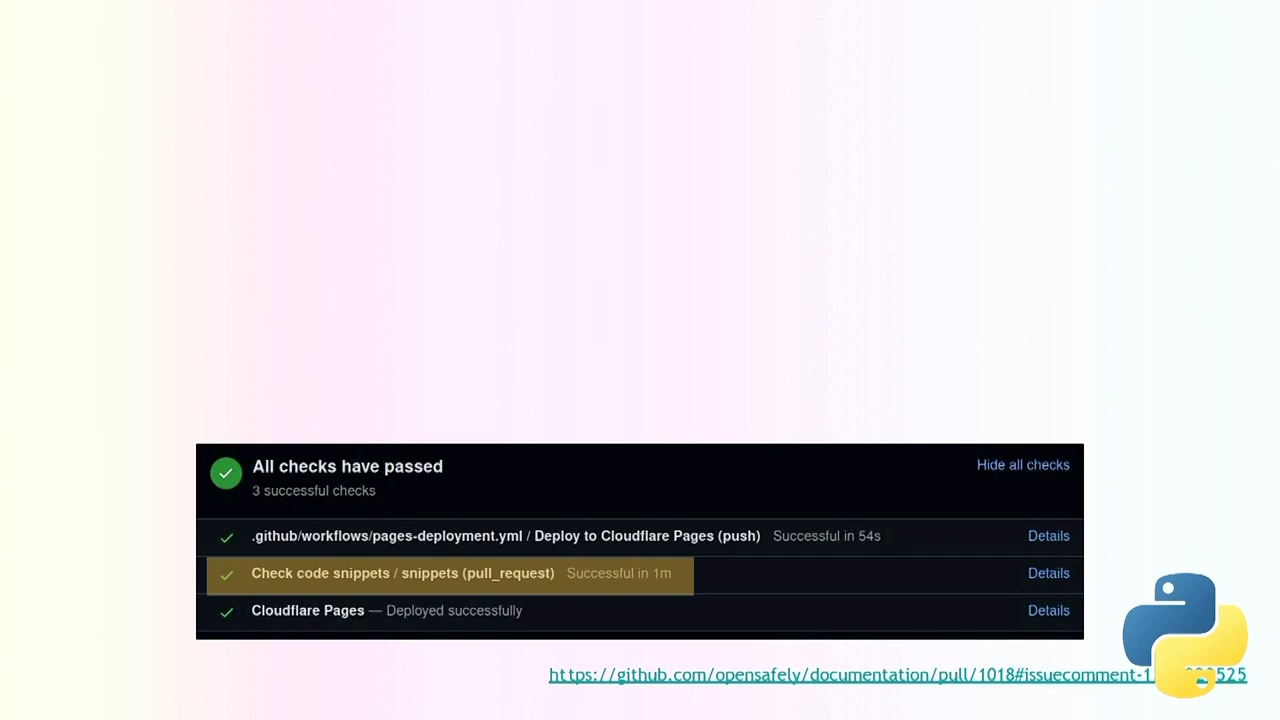 All checks have passed
Hide all checks
3 successful checks
.github/workflows/pages-deployment.yml / Deploy to Cloudflare Pages (push) Successful in 54s Details
Check code snippets / snippets (pull_request) Successful in 1m Details
Cloudflare Pages — Deployed successfully Details
https://github.com/opensafely/documentation/pull/1018#issuecomment-1